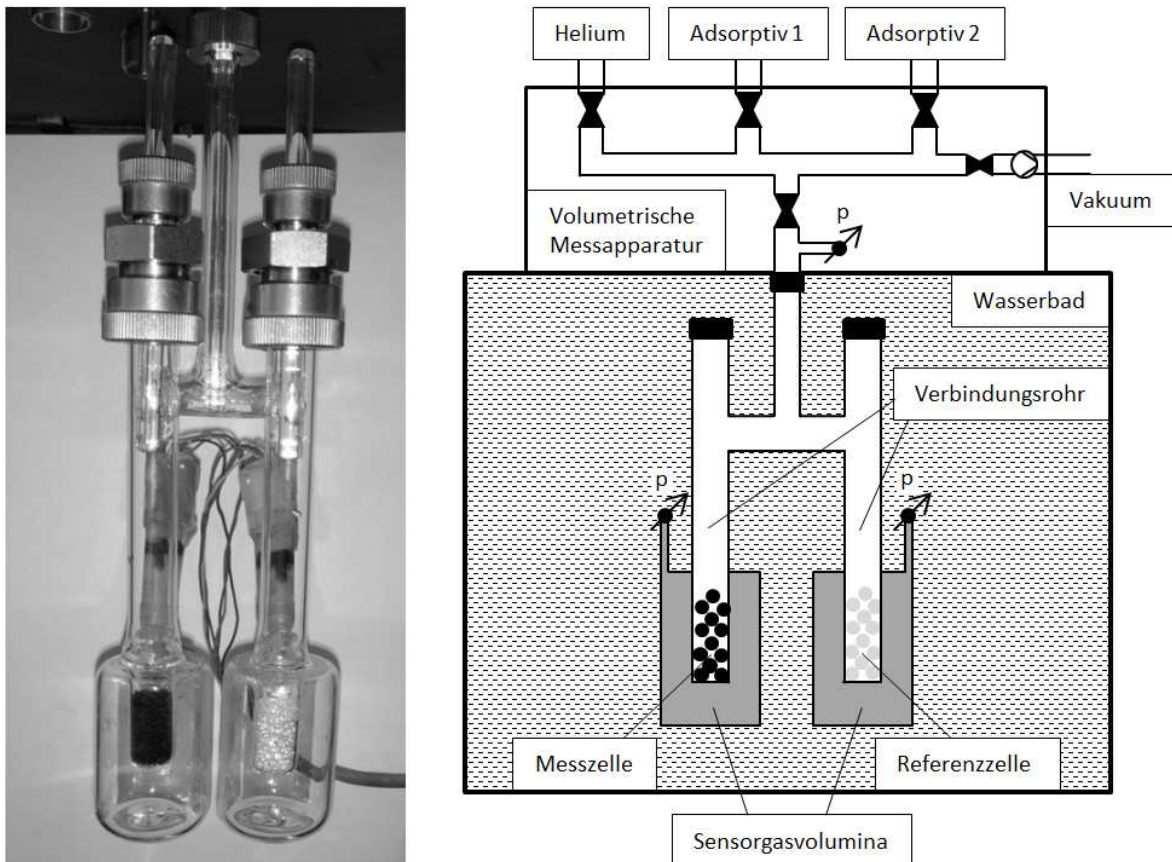 Helium
Adsorptiv 1
Adsorptiv 2
Vakuum
Volumetrische
Messapparatur
p
Wasserbad
Verbindungsrohr
p
p
Messzelle
Referenzzelle
Sensorgasvolumina